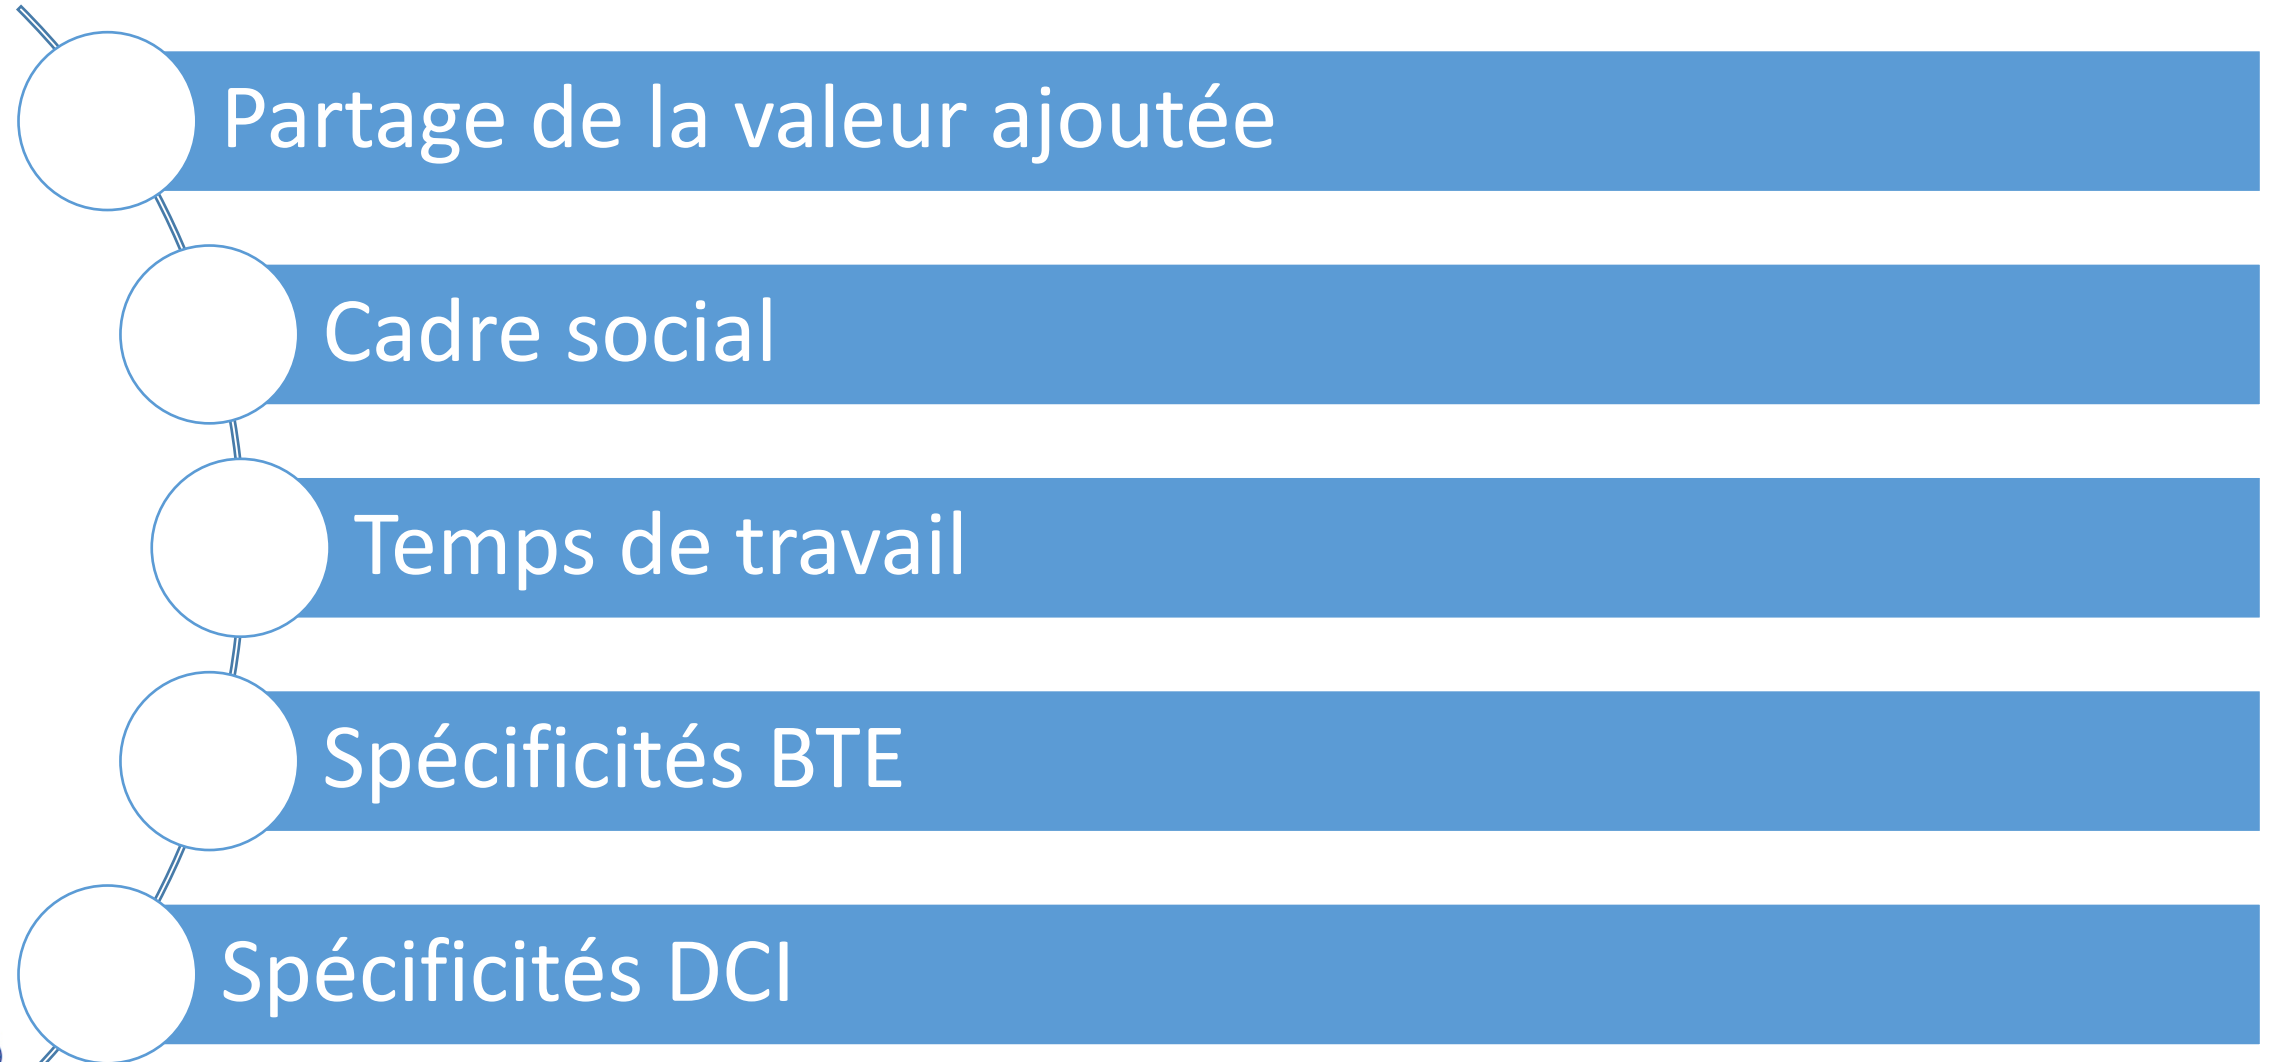 Partage de la valeur ajoutée
Cadre social
Temps de travail
Spécificités BTE
Spécificités DCI